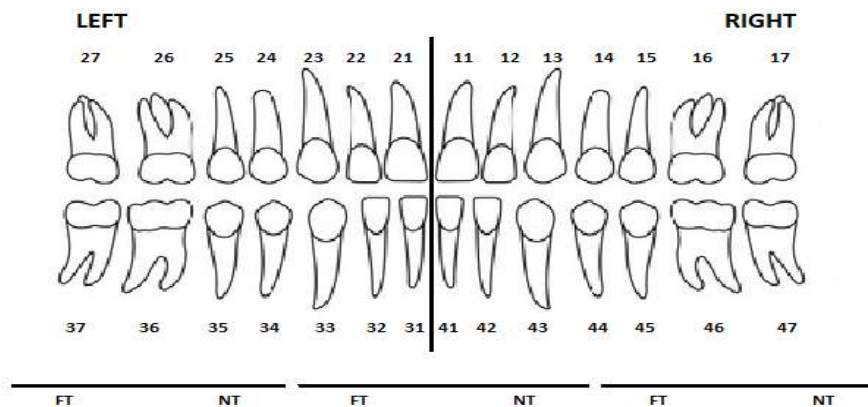 LEFT RIGHT
27 26 25 24 23 22 21 11 12 13 14 15 16 17
37 36 35 34 33 32 31 41 42 43 44 45 46 47
FT NT FT NT FT NT